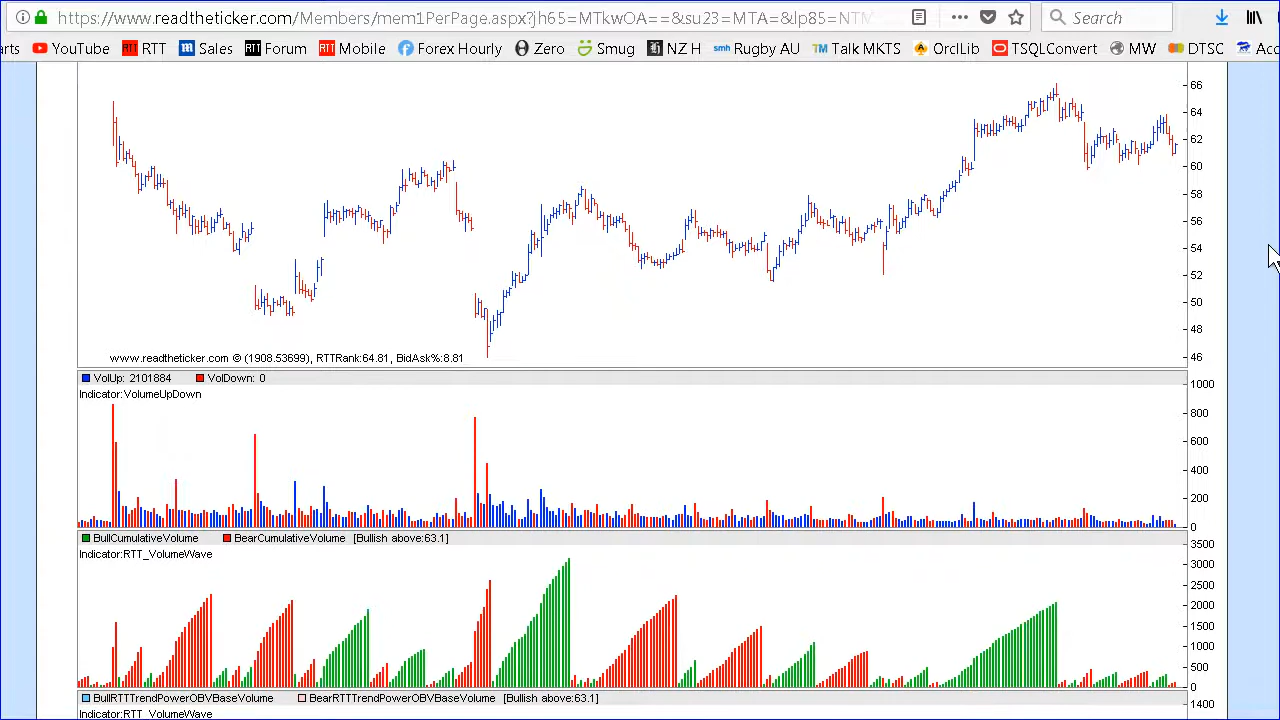 https://www.readtheticker.com/Members/mem1PerPage.aspx?jh65=MTkwOA==&su23=MTA=&lp85=NTM
Search
arts YouTube RTT Sales Forum Mobile Forex Hourly Zero Smug NZ H smh Rugby AU TM Talk MKTS OrclLib TSQLConvert MW DTSC Acc
66
64
62
60
58
56
54
52
50
48
46
www.readtheticker.com © (1908.53699), RTTRank:64.81, BidAsk%:8.81
VolUp: 2101884 VolDown: 0
Indicator:VolumeUpDown
1000
800
600
400
200
0
BullCumulativeVolume BearCumulativeVolume [Bullish above:63.1]
Indicator:RTT_VolumeWave
3500
3000
2500
2000
1500
1000
500
0
BullRTTTrendPowerOBVBaseVolume BearRTTTrendPowerOBVBaseVolume [Bullish above:63.1]
Indicator:RTT_VolumeWave
1400